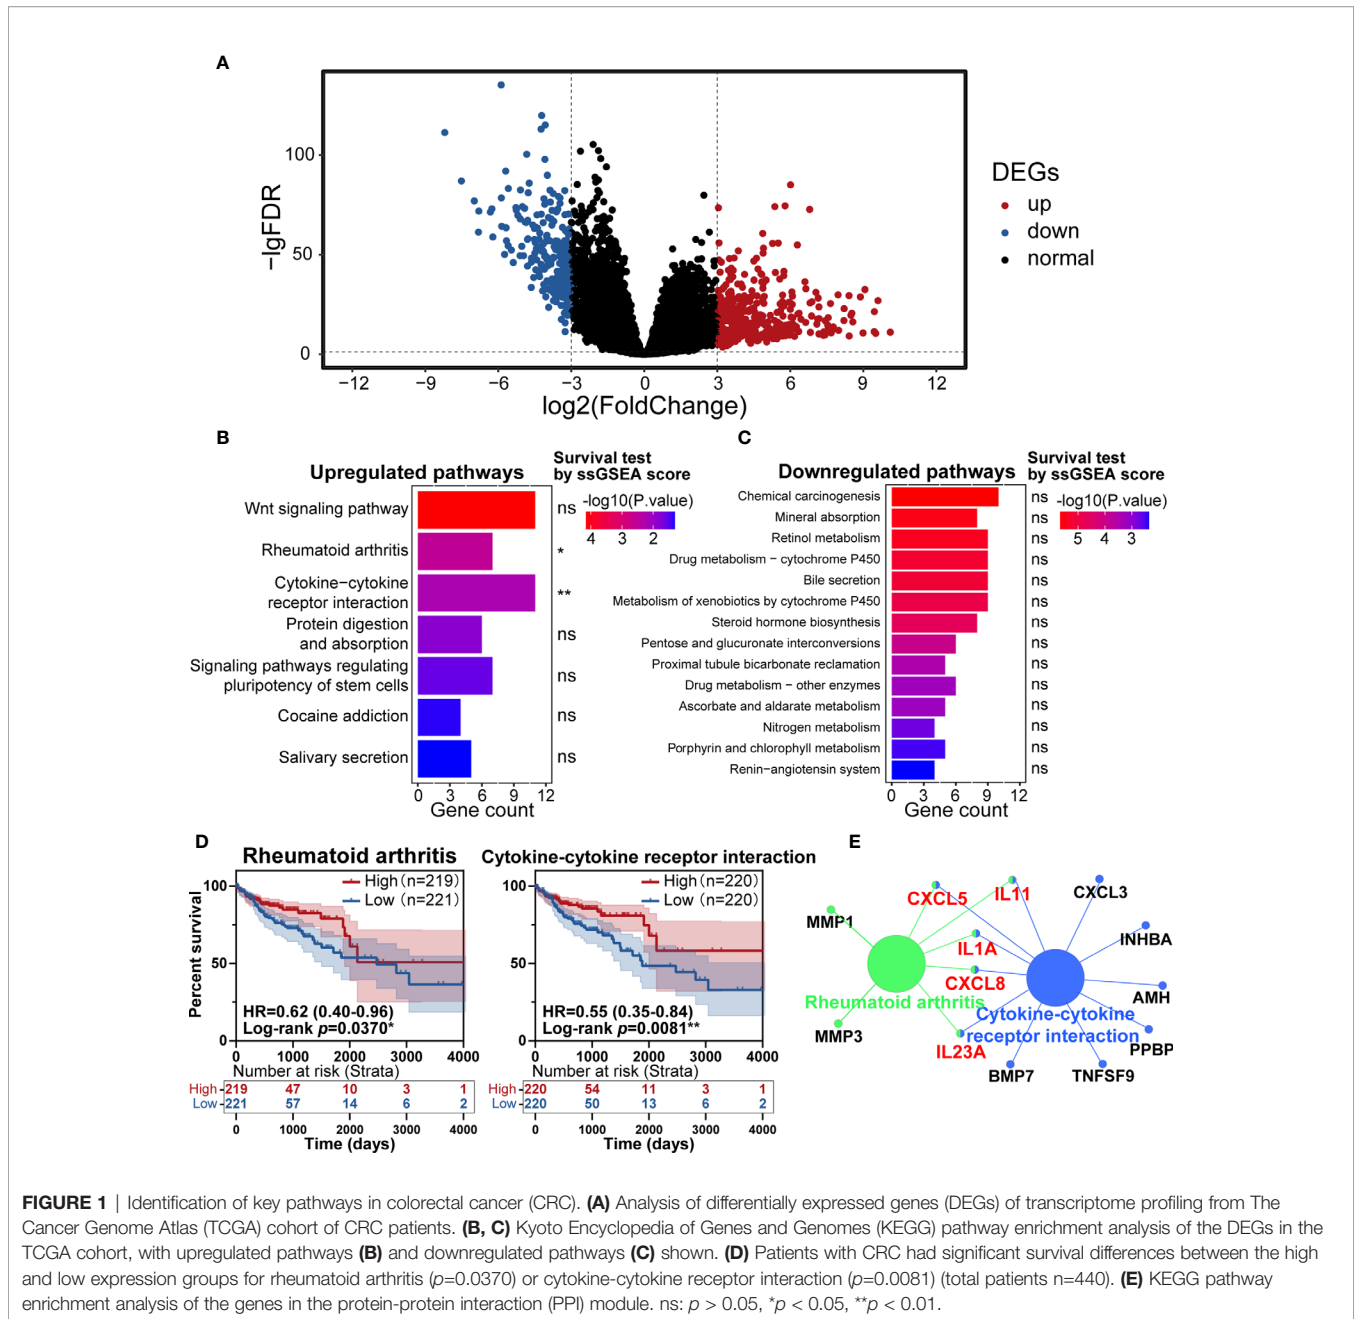 A
−lgFDR
100
50
0
−12 −9 −6 −3 0 3 6 9 12
log2(FoldChange)
DEGs
up
down
normal
B
Upregulated pathways
Survival test
by ssGSEA score
-log10(P.value)
4 3 2
Wnt signaling pathway ns
Rheumatoid arthritis *
Cytokine−cytokine
receptor interaction **
Protein digestion
and absorption ns
Signaling pathways regulating
pluripotency of stem cells ns
Cocaine addiction ns
Salivary secretion ns
0 3 6 9 12
Gene count
C
Downregulated pathways
Survival test
by ssGSEA score
-log10(P.value)
5 4 3
Chemical carcinogenesis ns
Mineral absorption ns
Retinol metabolism ns
Drug metabolism − cytochrome P450 ns
Bile secretion ns
Metabolism of xenobiotics by cytochrome P450 ns
Steroid hormone biosynthesis ns
Pentose and glucuronate interconversions ns
Proximal tubule bicarbonate reclamation ns
Drug metabolism − other enzymes ns
Ascorbate and aldarate metabolism ns
Nitrogen metabolism ns
Porphyrin and chlorophyll metabolism ns
Renin−angiotensin system ns
0 3 6 9 12
Gene count
D
Rheumatoid arthritis
Percent survival
100
50
0
High (n=219)
Low (n=221)
HR=0.62 (0.40-0.96)
Log-rank p=0.0370*
Number at risk (Strata)
High 219 47 10 3 1
Low 221 57 14 6 2
0 1000 2000 3000 4000
Time (days)
Cytokine-cytokine receptor interaction
100
50
0
High (n=220)
Low (n=220)
HR=0.55 (0.35-0.84)
Log-rank p=0.0081**
Number at risk (Strata)
High 220 54 11 3 1
Low 220 50 13 6 2
0 1000 2000 3000 4000
Time (days)
E
CXCL5
IL11
CXCL3
MMP1
INHBA
IL1A
CXCL8
AMH
Rheumatoid arthritis
Cytokine-cytokine
receptor interaction
MMP3
IL23A
PPBP
BMP7
TNFSF9
FIGURE 1 | Identification of key pathways in colorectal cancer (CRC). (A) Analysis of differentially expressed genes (DEGs) of transcriptome profiling from The
Cancer Genome Atlas (TCGA) cohort of CRC patients. (B, C) Kyoto Encyclopedia of Genes and Genomes (KEGG) pathway enrichment analysis of the DEGs in the
TCGA cohort, with upregulated pathways (B) and downregulated pathways (C) shown. (D) Patients with CRC had significant survival differences between the high
and low expression groups for rheumatoid arthritis (p=0.0370) or cytokine-cytokine receptor interaction (p=0.0081) (total patients n=440). (E) KEGG pathway
enrichment analysis of the genes in the protein-protein interaction (PPI) module. ns: p > 0.05, *p < 0.05, **p < 0.01.